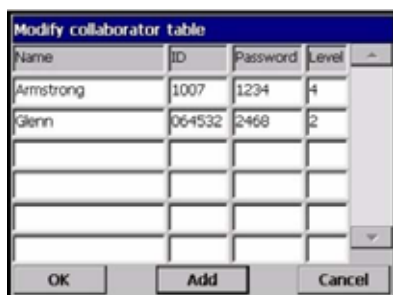 Modify collaborator table
Name ID Password Level
Armstrong 1007 1234 4
Glenn 064532 2468 2
OK Add Cancel